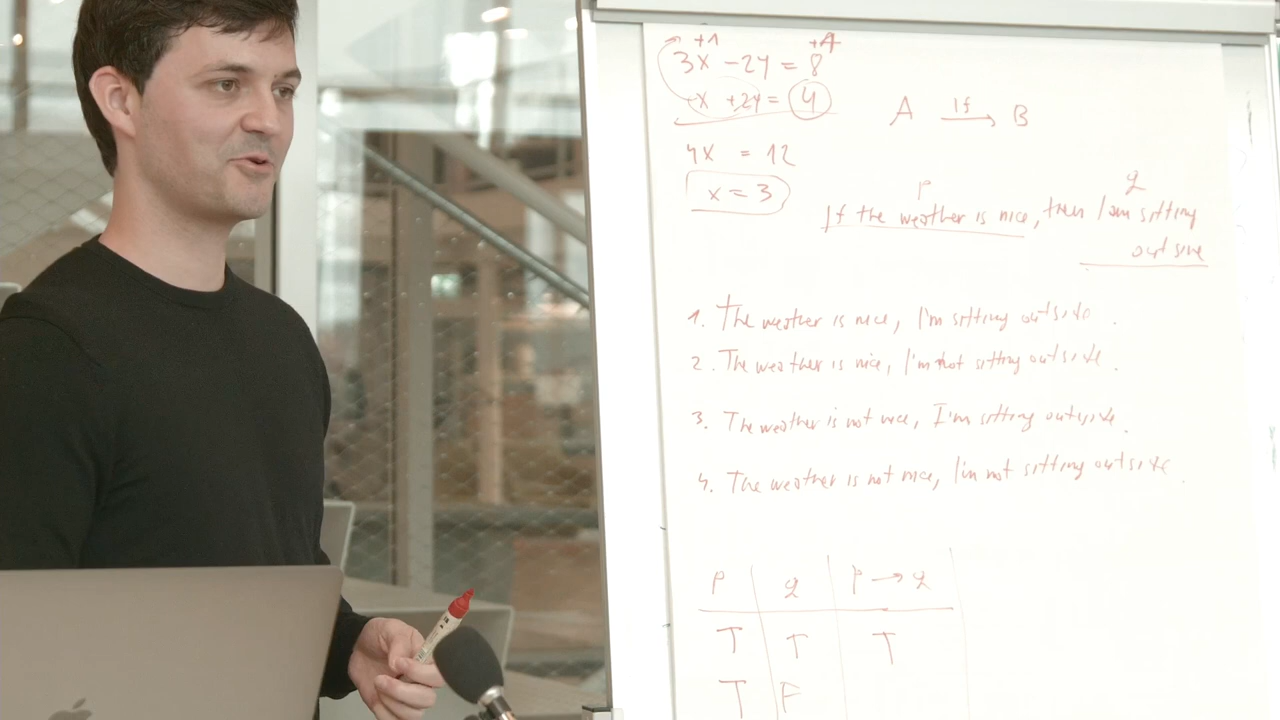 +1 +4
3x - 2y = 8
+x +2y = 4
4x = 12
x = 3
A If → B
p q
If the weather is nice, then I am sitting
outside
1. The weather is nice, I'm sitting outside.
2. The weather is nice, I'm not sitting outside.
3. The weather is not nice, I'm sitting outside.
4. The weather is not nice, I'm not sitting outside.
p q p → q
T T T
T F